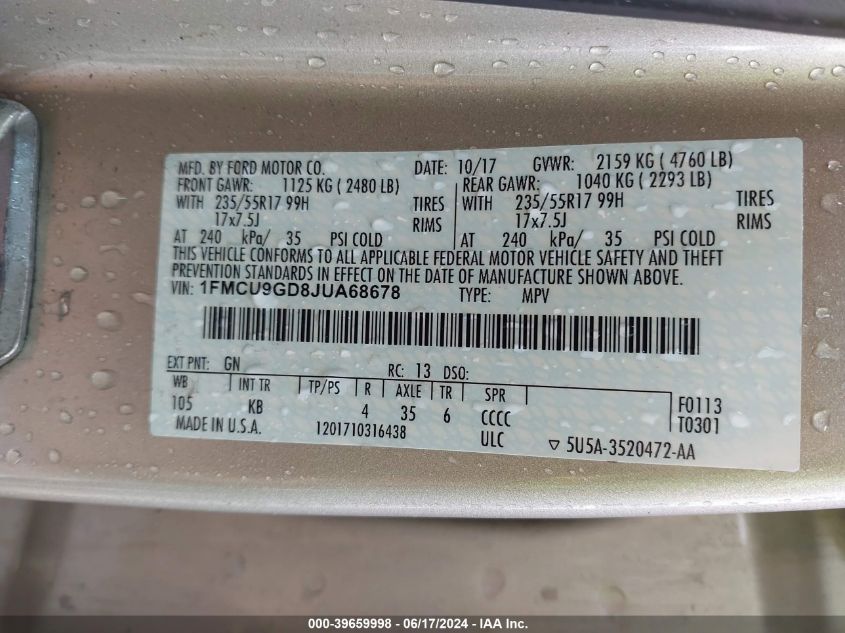 MFD. BY FORD MOTOR CO. DATE: 10/17 GVWR: 2159 KG ( 4760 LB)
FRONT GAWR: 1125 KG ( 2480 LB) REAR GAWR: 1040 KG ( 2293 LB)
WITH 235/55R17 99H TIRES WITH 235/55R17 99H TIRES
17x7.5J RIMS 17x7.5J RIMS
AT 240 kPa/ 35 PSI COLD AT 240 kPa/ 35 PSI COLD
THIS VEHICLE CONFORMS TO ALL APPLICABLE FEDERAL MOTOR VEHICLE SAFETY AND THEFT
PREVENTION STANDARDS IN EFFECT ON THE DATE OF MANUFACTURE SHOWN ABOVE.
VIN: 1FMCU9GD8JUA68678 TYPE: MPV
EXT PNT: GN RC: 13 DSO:
WB INT TR TP/PS R AXLE TR SPR
105 KB 4 35 6 CCCC F0113
MADE IN U.S.A. 1201710316438 ULC T0301
▽ 5U5A-3520472-AA
000-39659998 - 06/17/2024 - IAA Inc.